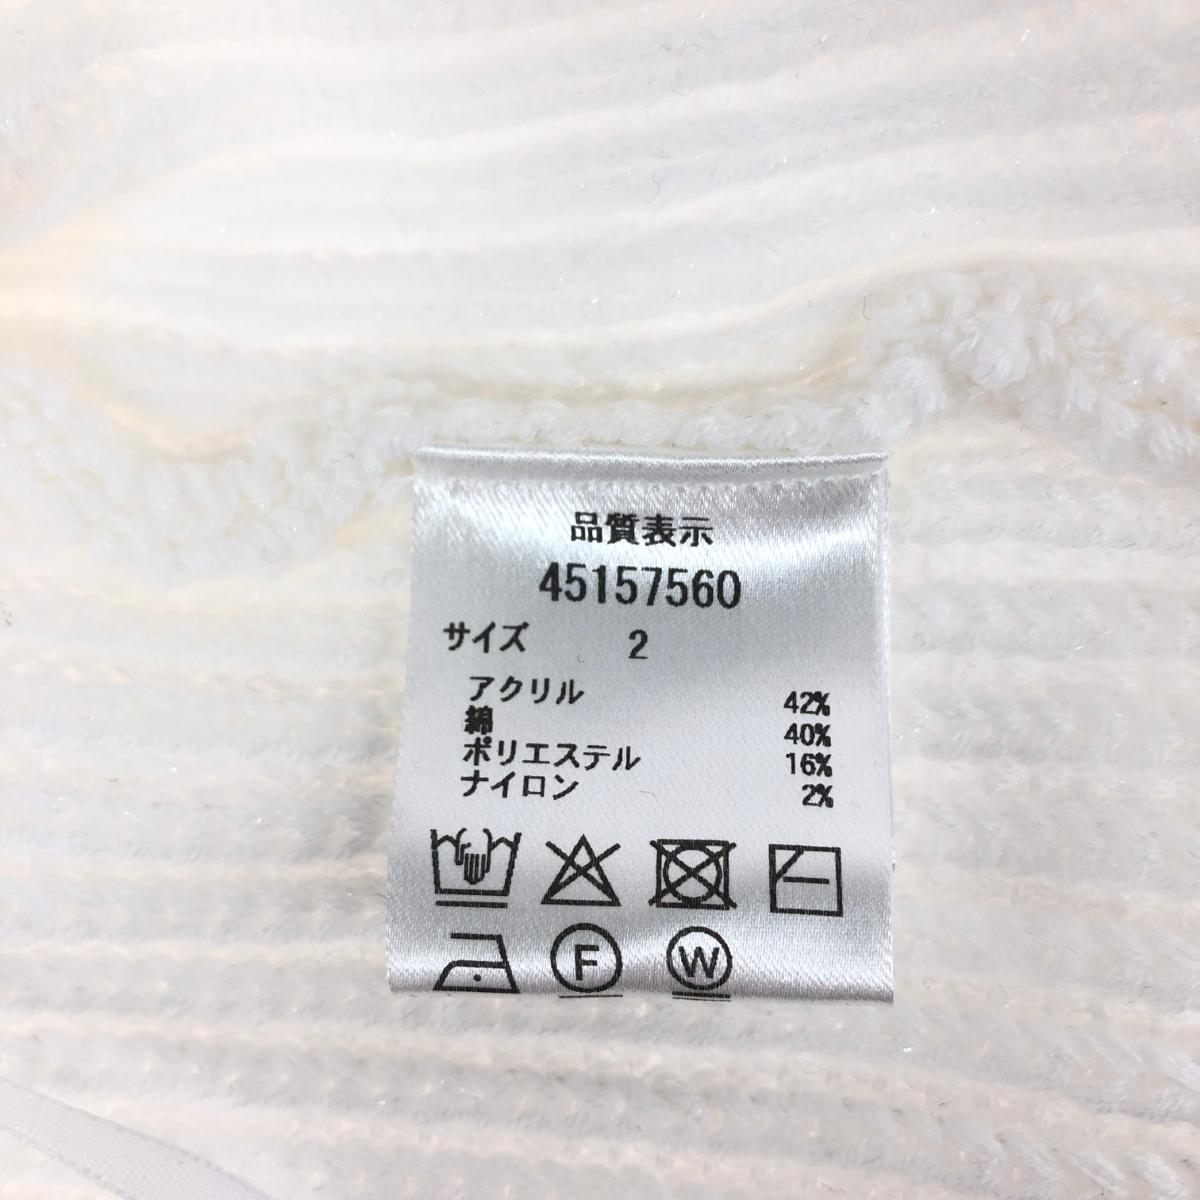 品質表示
45157560
サイズ 2
アクリル 42%
綿 40%
ポリエステル 16%
ナイロン 2%
F W